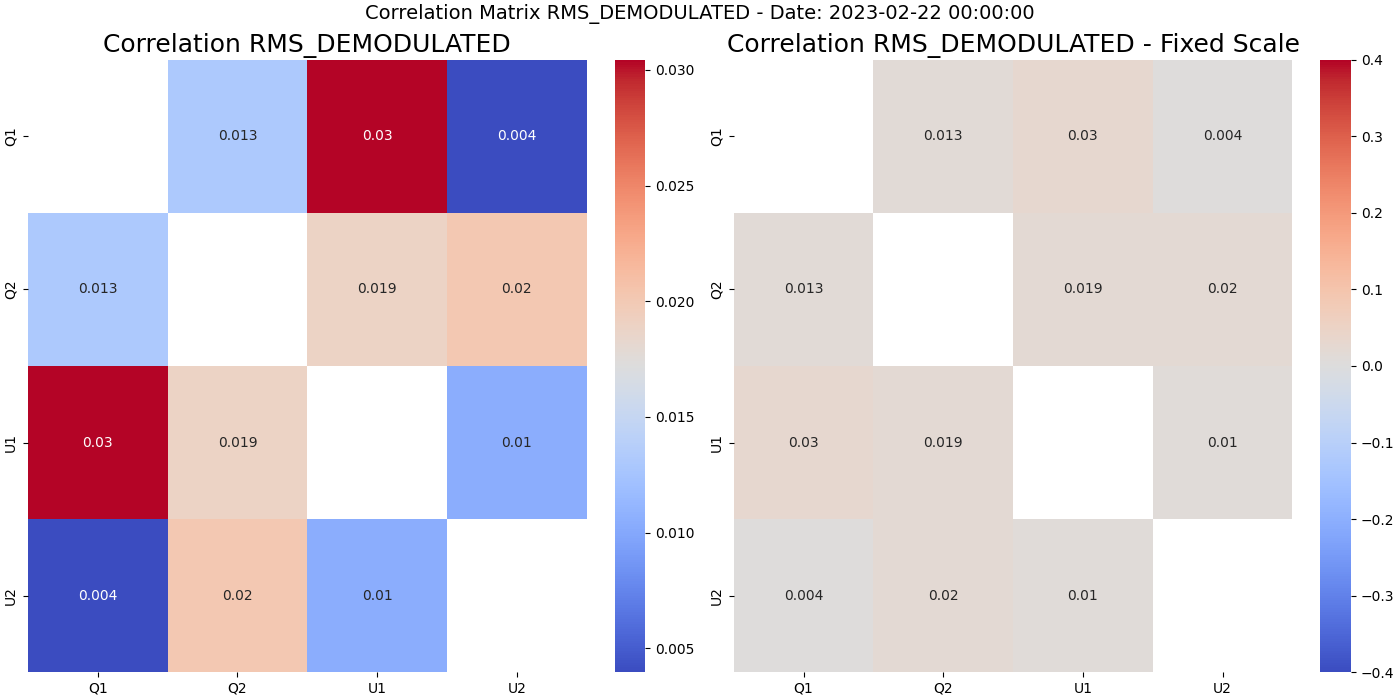 Correlation Matrix RMS_DEMODULATED - Date: 2023-02-22 00:00:00
Correlation RMS_DEMODULATED
Q1
0.013
0.03
0.004
Q2
0.013
0.019
0.02
U1
0.03
0.019
0.01
U2
0.004
0.02
0.01
Q1
Q2
U1
U2
0.030
0.025
0.020
0.015
0.010
0.005
Correlation RMS_DEMODULATED - Fixed Scale
Q1
0.013
0.03
0.004
Q2
0.013
0.019
0.02
U1
0.03
0.019
0.01
U2
0.004
0.02
0.01
Q1
Q2
U1
U2
0.4
0.3
0.2
0.1
0.0
−0.1
−0.2
−0.3
−0.4